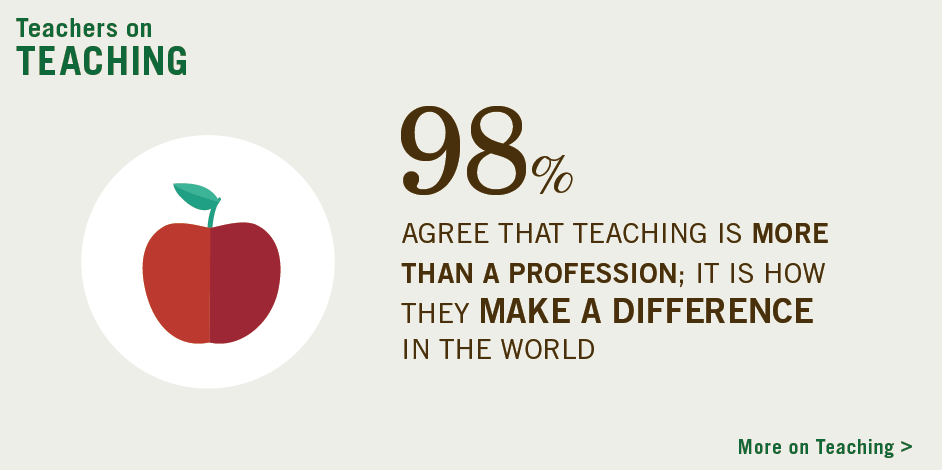 Teachers on
TEACHING
98%
AGREE THAT TEACHING IS MORE
THAN A PROFESSION; IT IS HOW
THEY MAKE A DIFFERENCE
IN THE WORLD
More on Teaching >